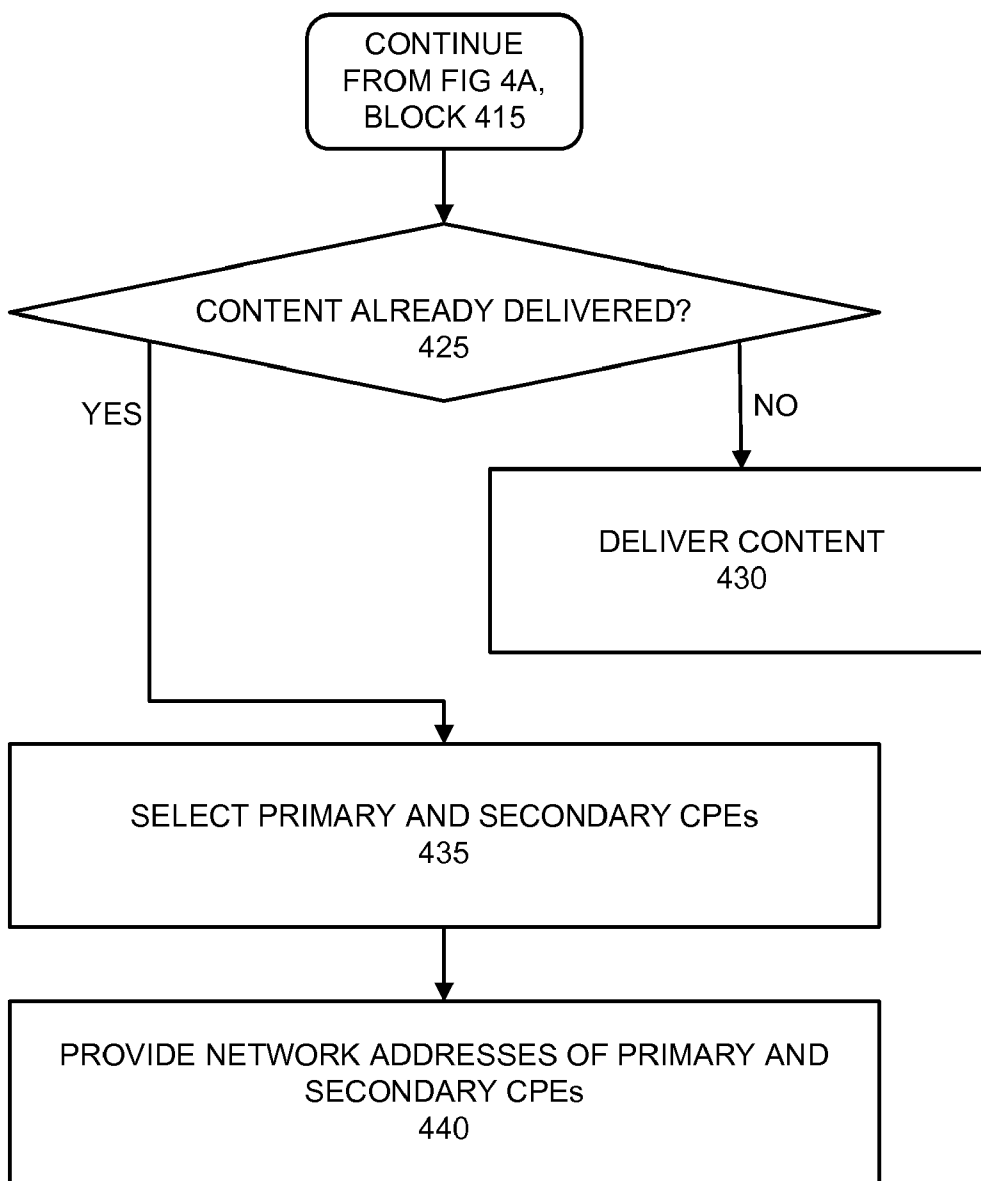 CONTINUE
FROM FIG 4A,
BLOCK 415
CONTENT ALREADY DELIVERED?
425
YES
NO
DELIVER CONTENT
430
SELECT PRIMARY AND SECONDARY CPEs
435
PROVIDE NETWORK ADDRESSES OF PRIMARY AND
SECONDARY CPEs
440